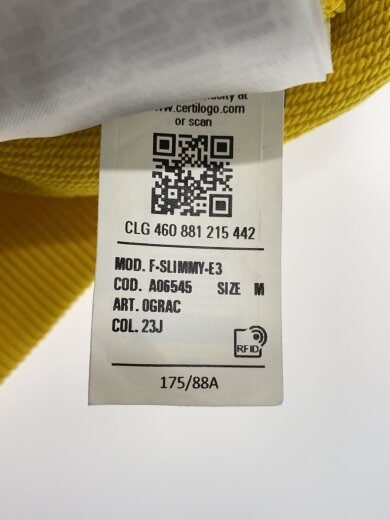 at
www.certilogo.com
or scan
CLG 460 881 215 442
MOD. F-SLIMMY-E3
COD. A06545 SIZE M
ART. 0GRAC
COL. 23J
RFID
175/88A